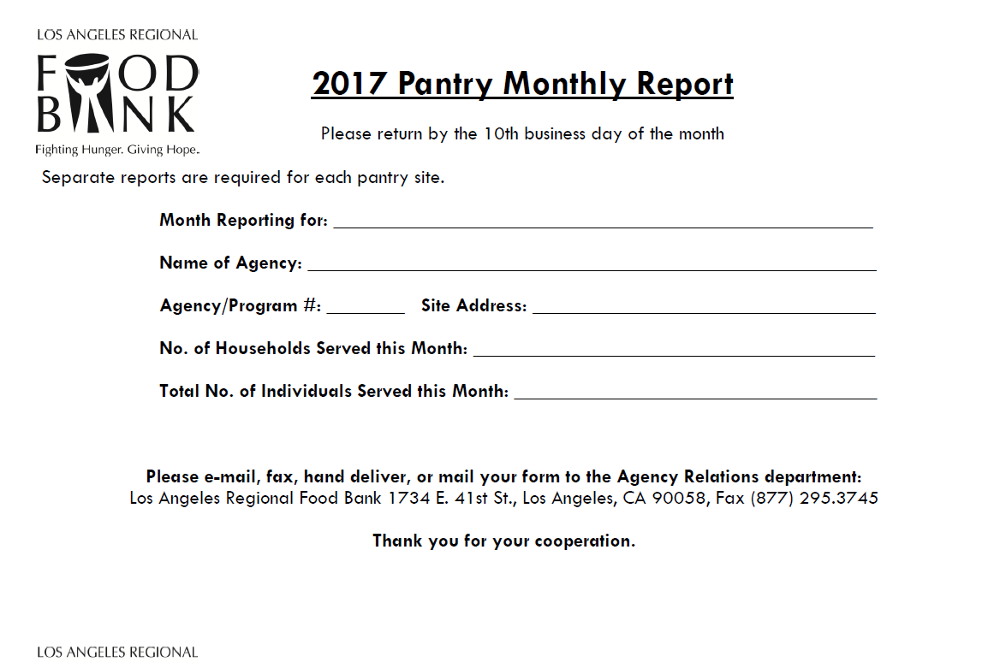 LOS ANGELES REGIONAL
FOOD
BANK
Fighting Hunger. Giving Hope.
2017 Pantry Monthly Report
Please return by the 10th business day of the month
Separate reports are required for each pantry site.
Month Reporting for: ______________________________
Name of Agency: ______________________________
Agency/Program #: ________ Site Address: ______________________________
No. of Households Served this Month: ______________________________
Total No. of Individuals Served this Month: ______________________________
Please e-mail, fax, hand deliver, or mail your form to the Agency Relations department:
Los Angeles Regional Food Bank 1734 E. 41st St., Los Angeles, CA 90058, Fax (877) 295.3745
Thank you for your cooperation.
LOS ANGELES REGIONAL